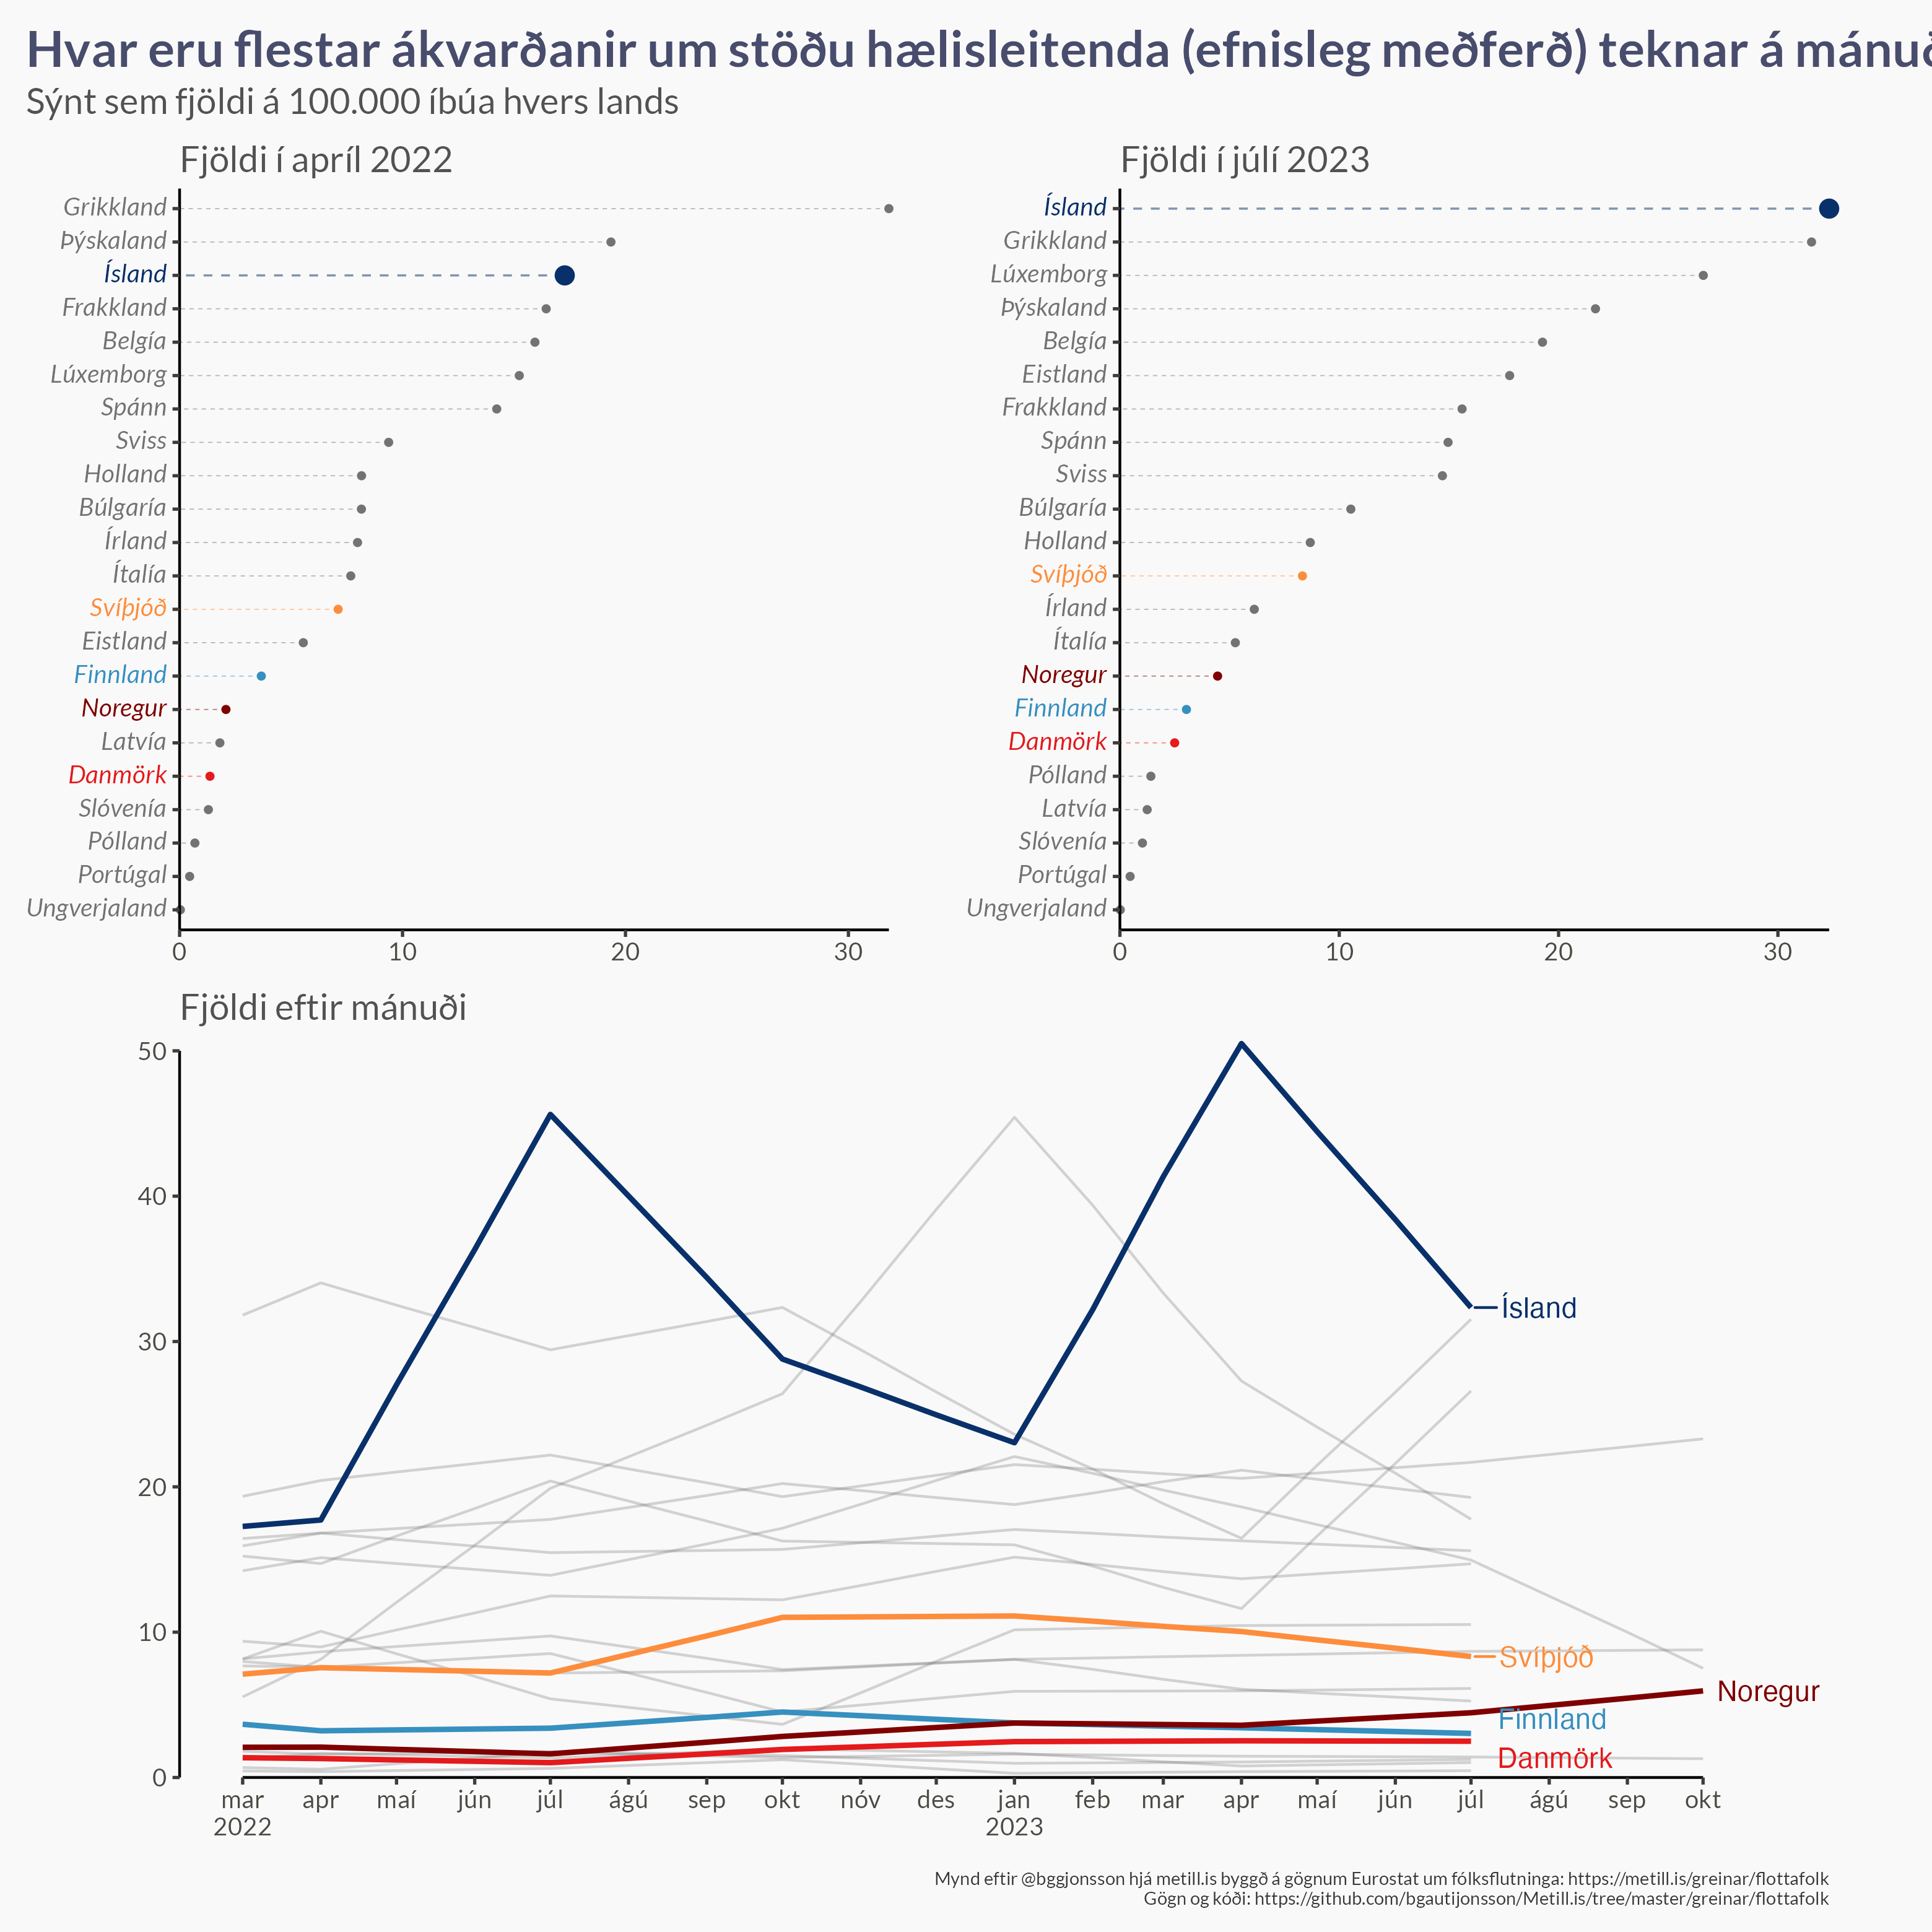 Hvar eru flestar ákvarðanir um stöðu hælisleitenda (efnisleg meðferð) teknar á
Sýnt sem fjöldi á 100.000 íbúa hvers lands
Fjöldi í apríl 2022
Grikkland
Þýskaland
Ísland
Frakkland
Belgía
Lúxemborg
Spánn
Sviss
Holland
Búlgaría
Írland
Ítalía
Svíþjóð
Eistland
Finnland
Noregur
Latvía
Danmörk
Slóvenía
Pólland
Portúgal
Ungverjaland
0 10 20 30
Fjöldi í júlí 2023
Ísland
Grikkland
Lúxemborg
Þýskaland
Belgía
Eistland
Frakkland
Spánn
Sviss
Búlgaría
Holland
Svíþjóð
Írland
Ítalía
Noregur
Finnland
Danmörk
Pólland
Latvía
Slóvenía
Portúgal
Ungverjaland
0 10 20 30
Fjöldi eftir mánuði
50
40
30
20
10
0
Ísland
Svíþjóð
Noregur
Finnland
Danmörk
mar apr maí jún júl ágú sep okt nóv des jan feb mar apr maí jún júl ágú sep okt
2022 2023
Mynd eftir @bggjonsson hjá metill.is byggð á gögnum Eurostat um fólksflutninga: https://metill.is/greinar/flottafolk
Gögn og kóði: https://github.com/bgautijonsson/Metill.is/tree/master/greinar/flottafolk